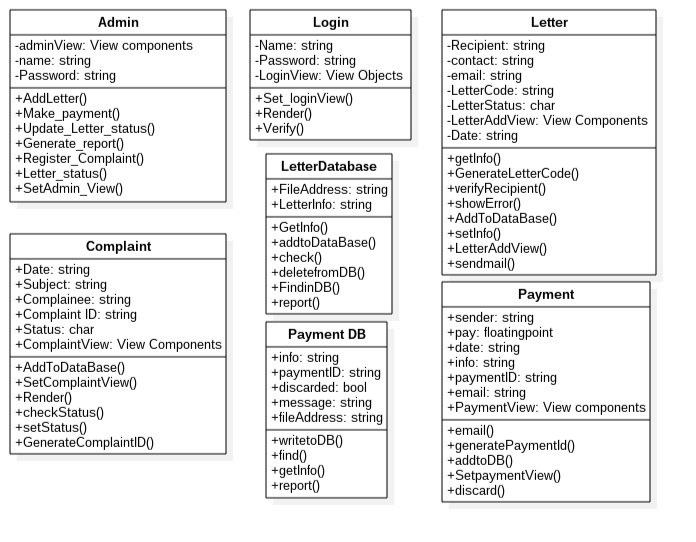 Admin
-adminView: View components
-name: string
-Password: string
+AddLetter()
+Make_payment()
+Update_Letter_status()
+Generate_report()
+Register_Complaint()
+Letter_status()
+SetAdmin_View()
Complaint
+Date: string
+Subject: string
+Complainee: string
+Complaint ID: string
+Status: char
+ComplaintView: View Components
+AddToDataBase()
+SetComplaintView()
+Render()
+checkStatus()
+setStatus()
+GenerateComplaintID()
Login
-Name: string
-Password: string
-LoginView: View Objects
+Set_loginView()
+Render()
+Verify()
LetterDatabase
+FileAddress: string
+LetterInfo: string
+GetInfo()
+addtoDataBase()
+check()
+deletefromDB()
+FindinDB()
+report()
Payment DB
+info: string
+paymentID: string
+discarded: bool
+message: string
+fileAddress: string
+writetoDB()
+find()
+getInfo()
+report()
Letter
-Recipient: string
-contact: string
-email: string
-LetterCode: string
-LetterStatus: char
-LetterAddView: View Components
-Date: string
+getInfo()
+GenerateLetterCode()
+verifyRecipient()
+showError()
+AddToDataBase()
+setInfo()
+LetterAddView()
+sendmail()
Payment
+sender: string
+pay: floatingpoint
+date: string
+info: string
+paymentID: string
+email: string
+PaymentView: View components
+email()
+generatePaymentId()
+addtoDB()
+SetpaymentView()
+discard()